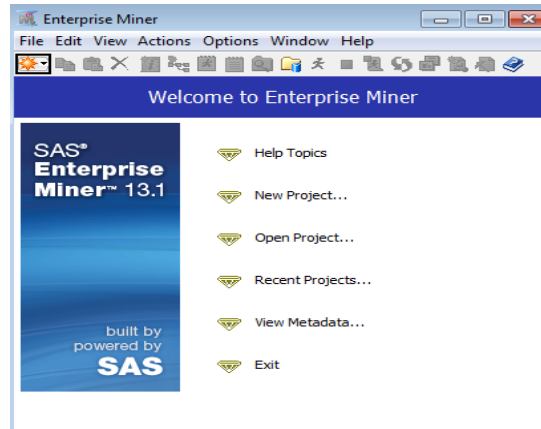 Enterprise Miner
File Edit View Actions Options Window Help
Welcome to Enterprise Miner
SAS®
Enterprise
Miner™ 13.1
Help Topics
New Project...
Open Project...
Recent Projects...
View Metadata...
Exit
built by
powered by
SAS